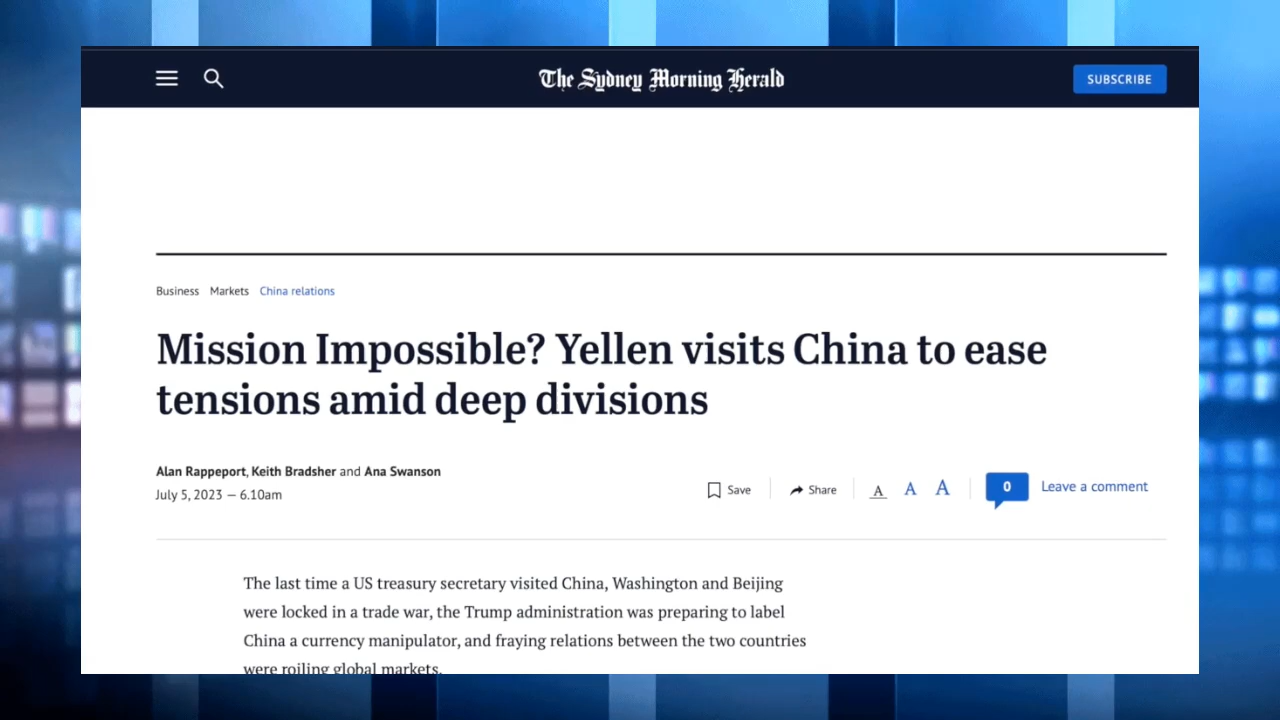 The Sydney Morning Herald
SUBSCRIBE
Business Markets China relations
Mission Impossible? Yellen visits China to ease
tensions amid deep divisions
Alan Rappeport, Keith Bradsher and Ana Swanson
July 5, 2023 — 6.10am
Save Share A A A 0 Leave a comment
The last time a US treasury secretary visited China, Washington and Beijing
were locked in a trade war, the Trump administration was preparing to label
China a currency manipulator, and fraying relations between the two countries
were roiling global markets.